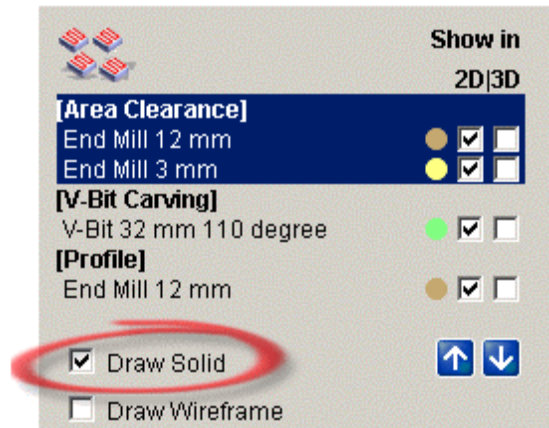 Show in
2D|3D
[Area Clearance]
End Mill 12 mm
End Mill 3 mm
[V-Bit Carving]
V-Bit 32 mm 110 degree
[Profile]
End Mill 12 mm
Draw Solid
Draw Wireframe